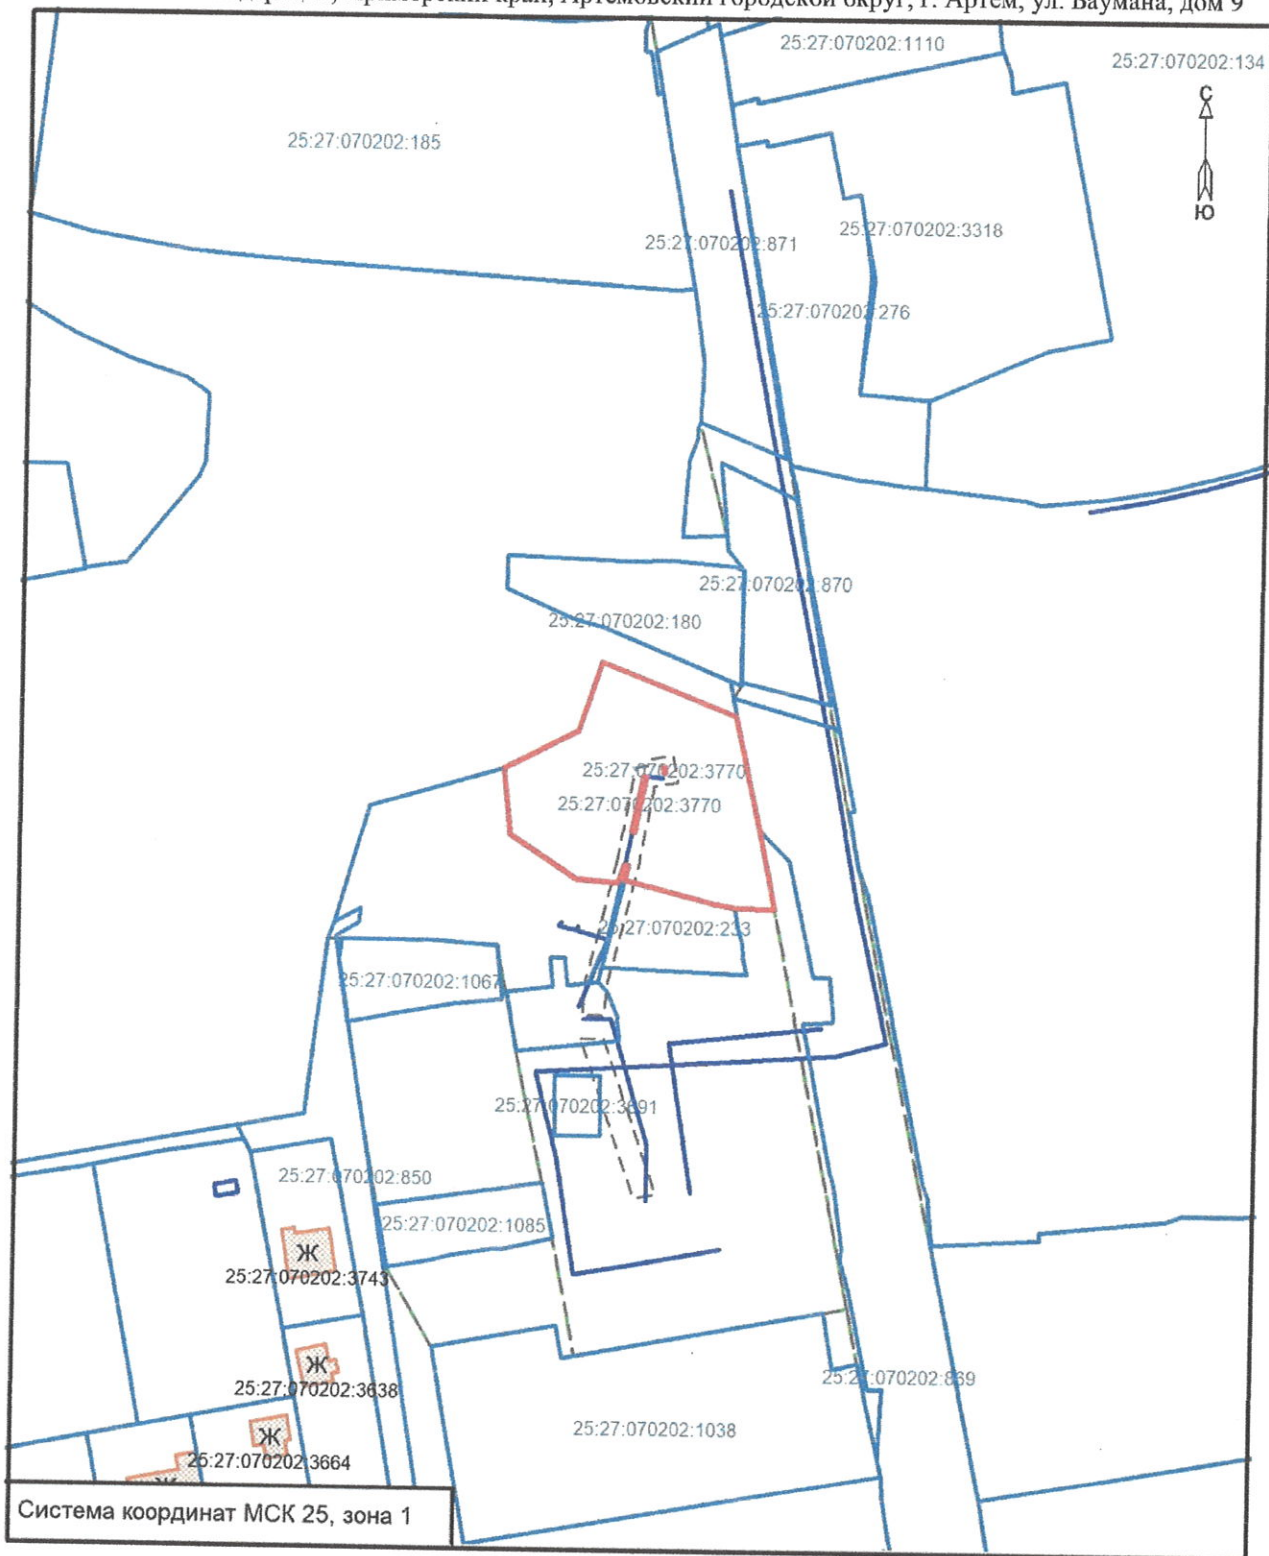 Приморский край, Артемовский городской округ, г. Артем, ул. Баумана, дом 9
25:27:070202:1110
25:27:070202:134
С
25:27:070202:185
Ю
25:27:070202:3318
25:27:070202:871
25:27:070202:276
25:27:070202:870
25:27:070202:180
25:27:070202:3770
25:27:070202:3770
25:27:070202:233
25:27:070202:1067
25:27:070202:3691
25:27:070202:850
25:27:070202:1085
Ж
25:27:070202:3743
Ж
25:27:070202:3638
25:27:070202:869
Ж
25:27:070202:1038
25:27:070202:3664
Ж
Система координат МСК 25, зона 1